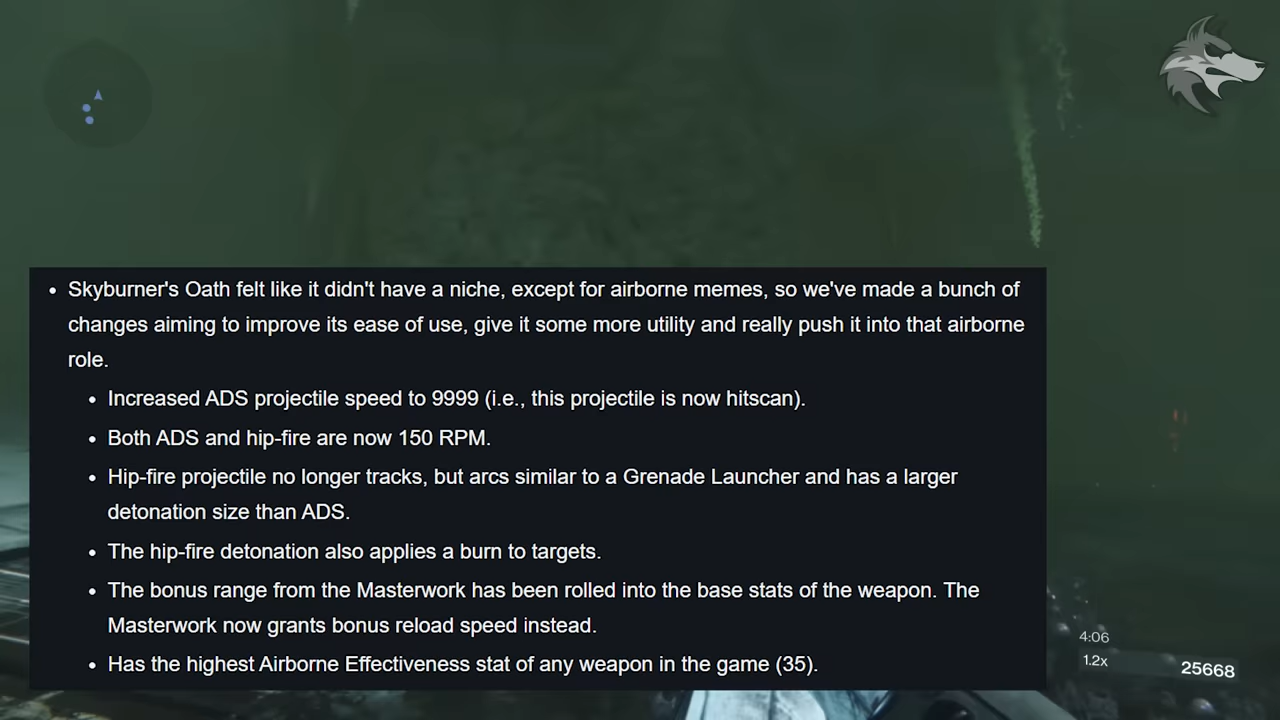 • Skyburner's Oath felt like it didn't have a niche, except for airborne memes, so we've made a bunch of
changes aiming to improve its ease of use, give it some more utility and really push it into that airborne
role.
• Increased ADS projectile speed to 9999 (i.e., this projectile is now hitscan).
• Both ADS and hip-fire are now 150 RPM.
• Hip-fire projectile no longer tracks, but arcs similar to a Grenade Launcher and has a larger
detonation size than ADS.
• The hip-fire detonation also applies a burn to targets.
• The bonus range from the Masterwork has been rolled into the base stats of the weapon. The
Masterwork now grants bonus reload speed instead.
• Has the highest Airborne Effectiveness stat of any weapon in the game (35).
4:06
1.2x
25668